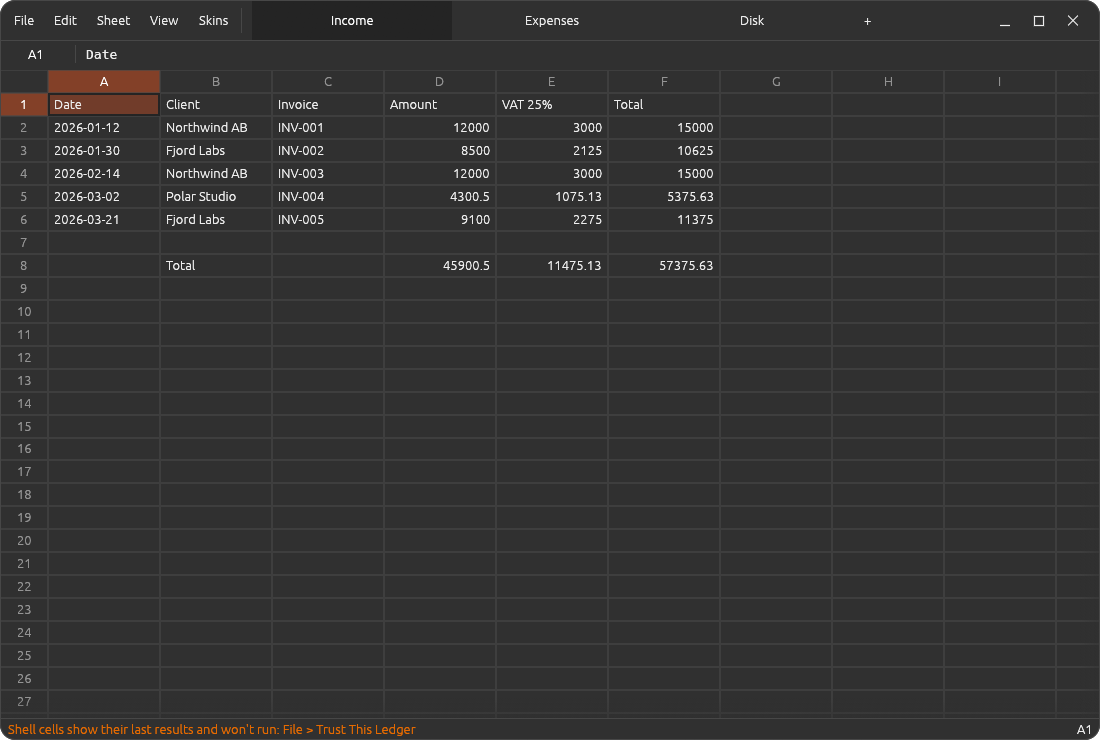 File Edit Sheet View Skins Income Expenses Disk +
A1 Date
A B C D E F G H I
1 Date Client Invoice Amount VAT 25% Total
2 2026-01-12 Northwind AB INV-001 12000 3000 15000
3 2026-01-30 Fjord Labs INV-002 8500 2125 10625
4 2026-02-14 Northwind AB INV-003 12000 3000 15000
5 2026-03-02 Polar Studio INV-004 4300.5 1075.13 5375.63
6 2026-03-21 Fjord Labs INV-005 9100 2275 11375
7
8 Total 45900.5 11475.13 57375.63
9
10
11
12
13
14
15
16
17
18
19
20
21
22
23
24
25
26
27
Shell cells show their last results and won't run: File > Trust This Ledger A1